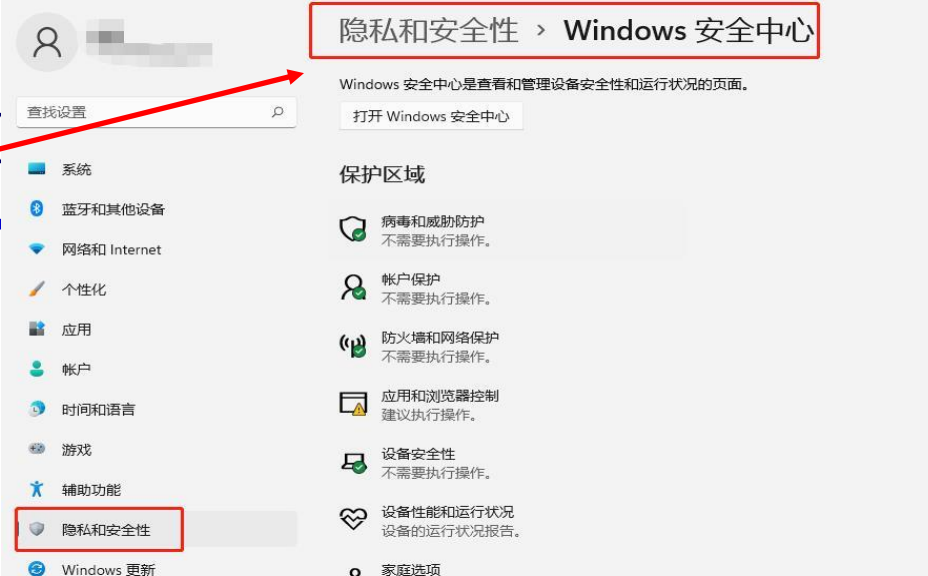 隐私和安全性 › Windows 安全中心
Windows 安全中心是查看和管理设备安全性和运行状况的页面。
打开 Windows 安全中心
查找设置
系统
蓝牙和其他设备
网络和 Internet
个性化
应用
帐户
时间和语言
游戏
辅助功能
隐私和安全性
Windows 更新
保护区域
病毒和威胁防护
不需要执行操作。
帐户保护
不需要执行操作。
防火墙和网络保护
不需要执行操作。
应用和浏览器控制
建议执行操作。
设备安全性
不需要执行操作。
设备性能和运行状况
设备的运行状况报告。
家庭选项